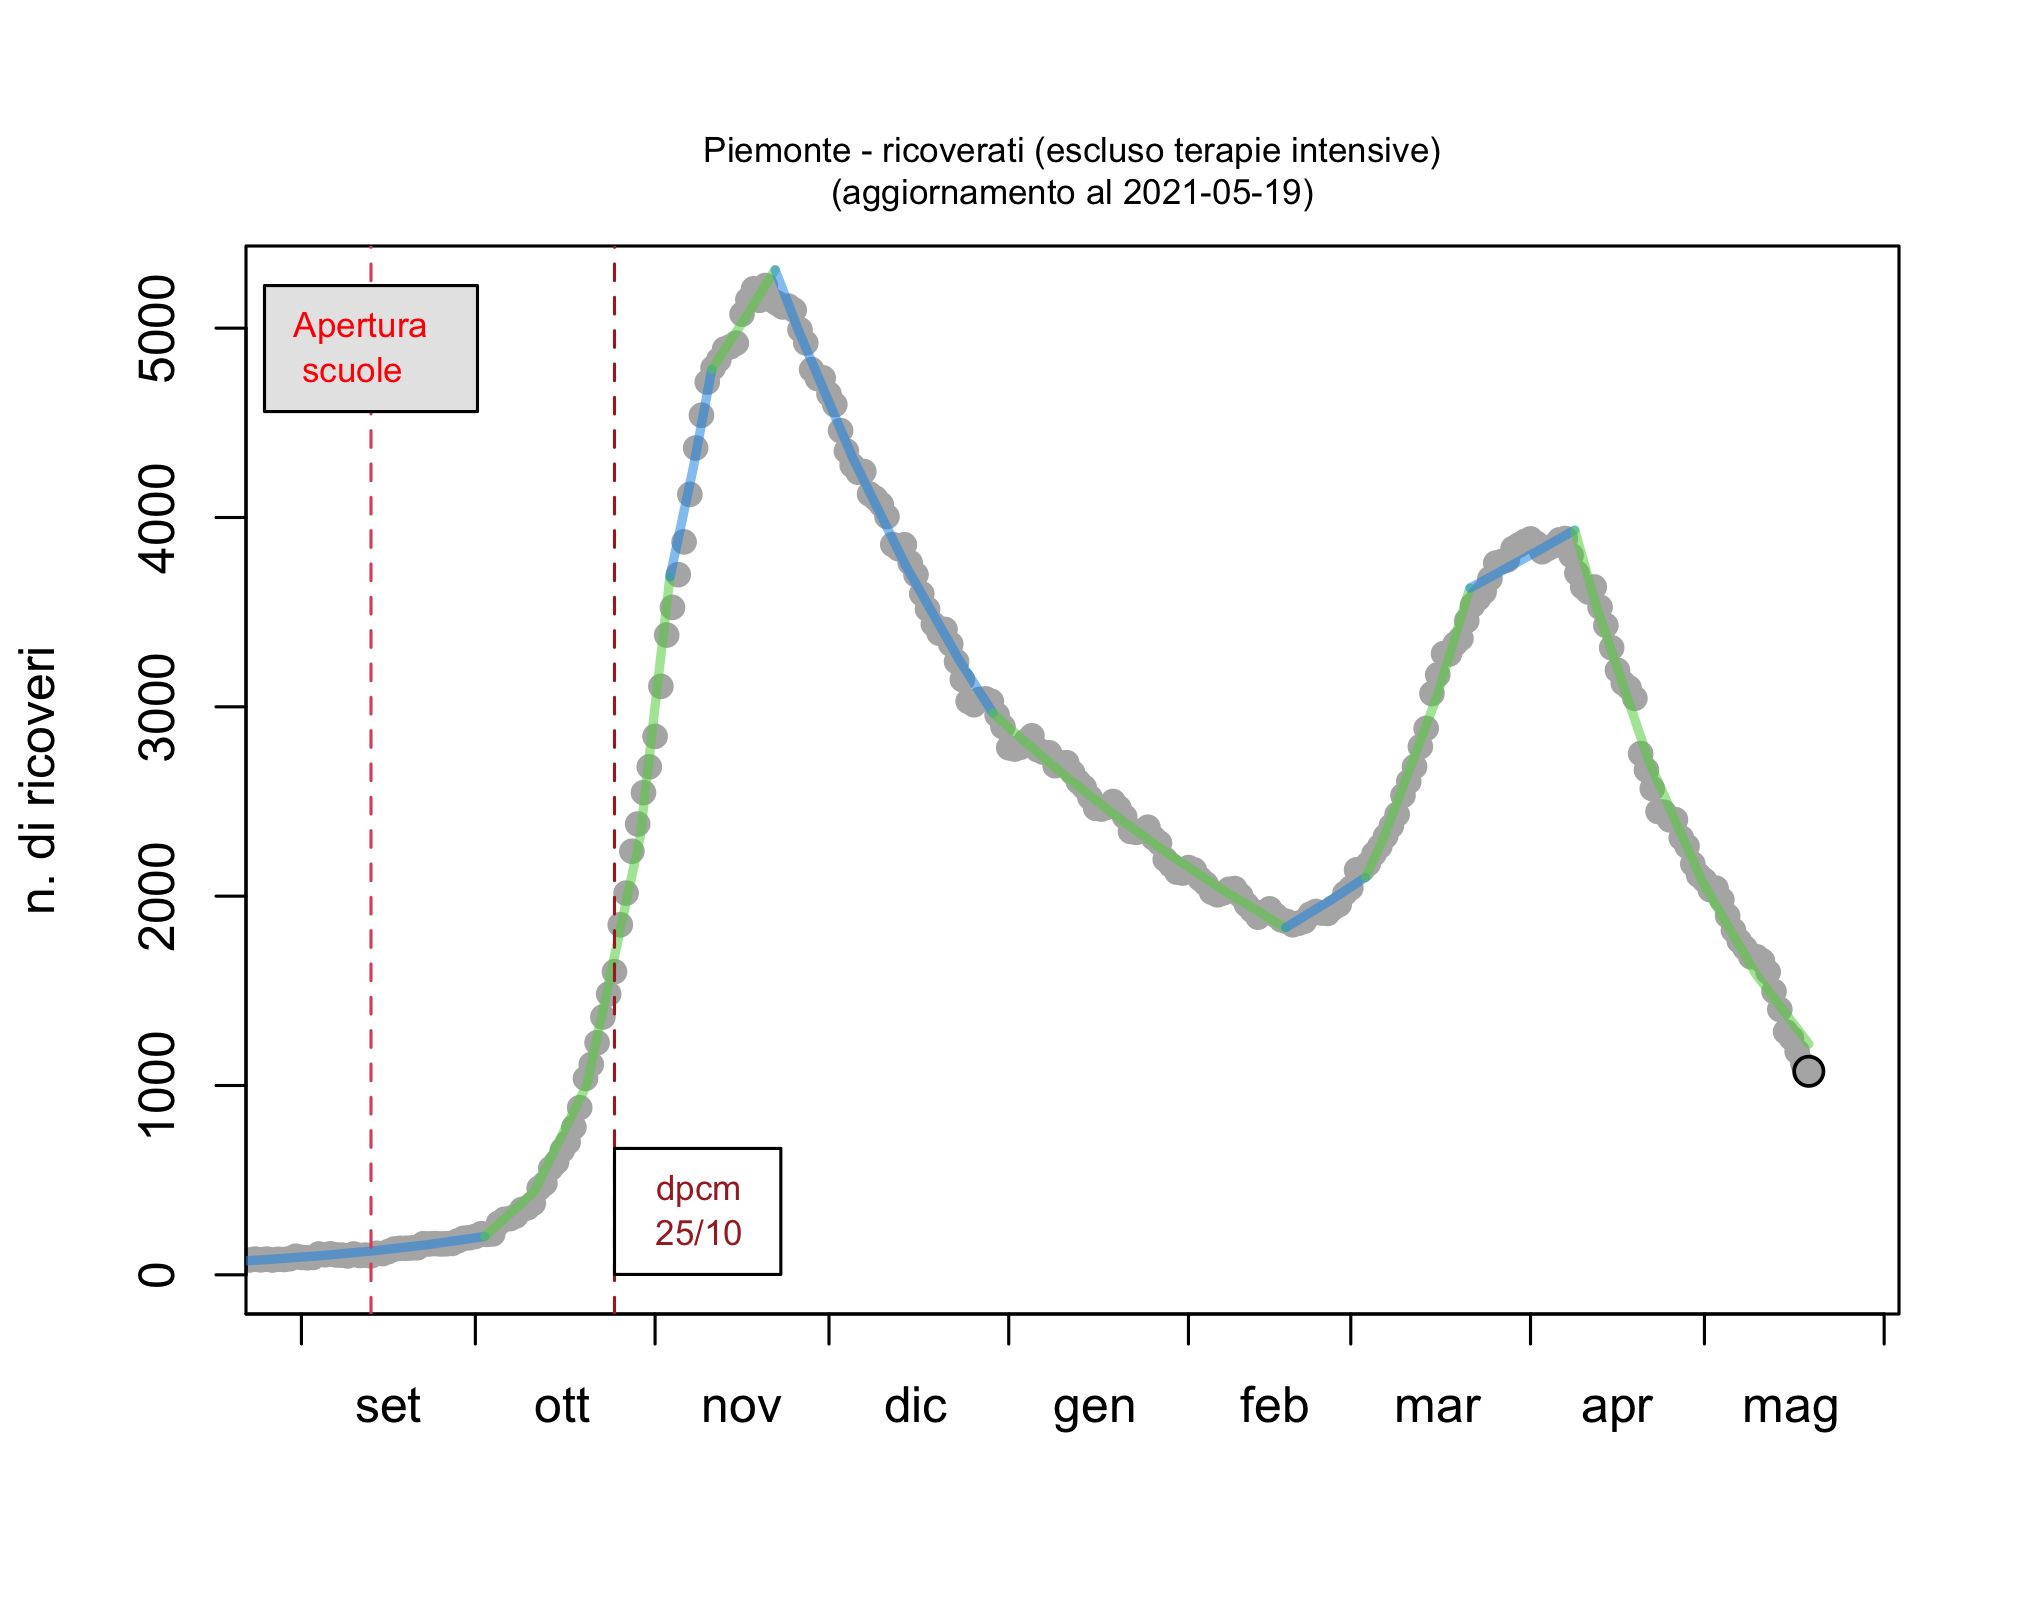 Piemonte - ricoverati (escluso terapie intensive)
(aggiornamento al 2021-05-19)
Apertura
scuole
n. di ricoveri
5000
4000
3000
2000
1000
0
dpcm
25/10
set ott nov dic gen feb mar apr mag